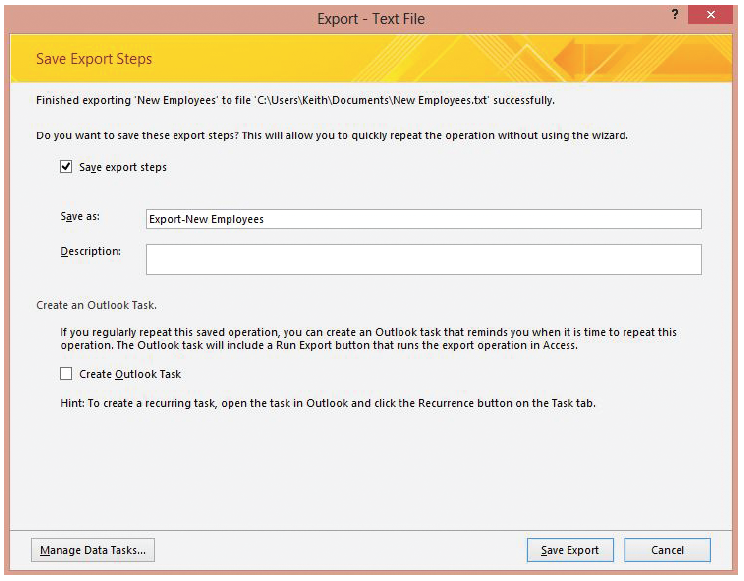 Export - Text File
?
Save Export Steps
Finished exporting 'New Employees' to file 'C:\Users\Keith\Documents\New Employees.txt' successfully.
Do you want to save these export steps? This will allow you to quickly repeat the operation without using the wizard.
Save export steps
Save as:
Export-New Employees
Description:
Create an Outlook Task.
If you regularly repeat this saved operation, you can create an Outlook task that reminds you when it is time to repeat this
operation. The Outlook task will include a Run Export button that runs the export operation in Access.
Create Outlook Task
Hint: To create a recurring task, open the task in Outlook and click the Recurrence button on the Task tab.
Manage Data Tasks...
Save Export
Cancel